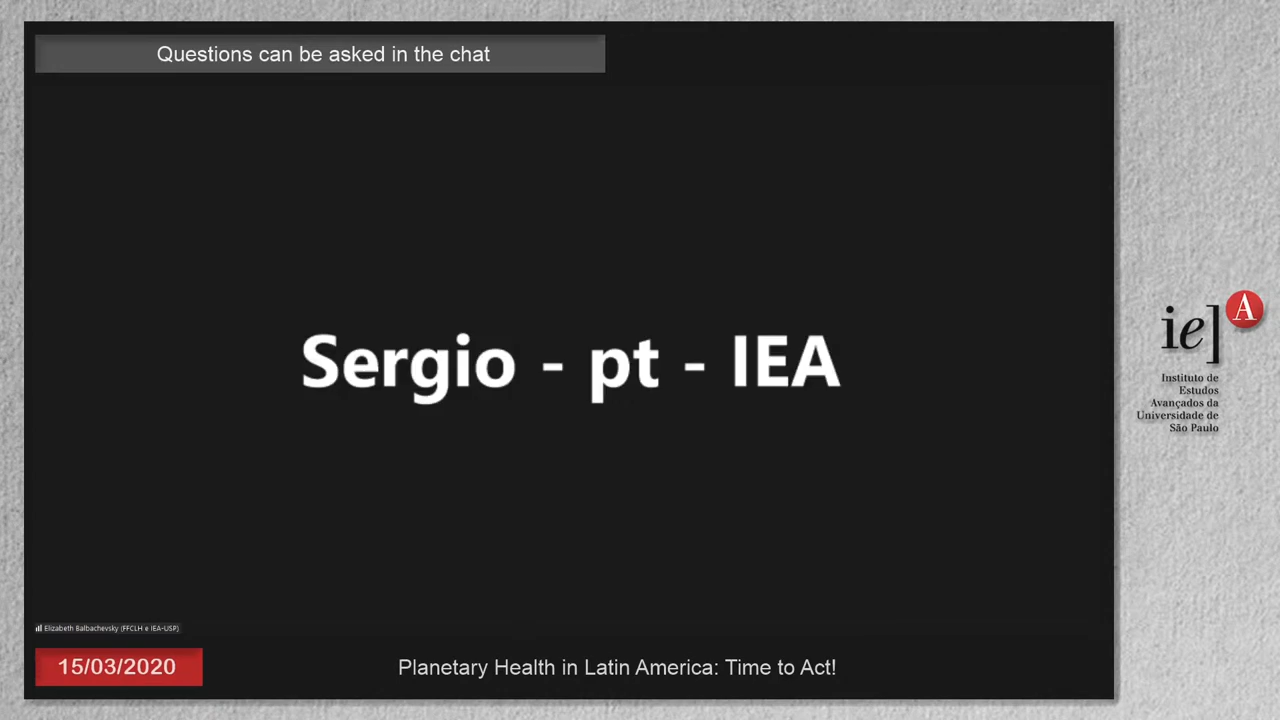 Questions can be asked in the chat
Sergio - pt - IEA
Elizabeth Balbachevsky (FFCLH e IEA-USP)
15/03/2020
Planetary Health in Latin America: Time to Act!
ie]A
Instituto de
Estudos
Avançados da
Universidade de
São Paulo